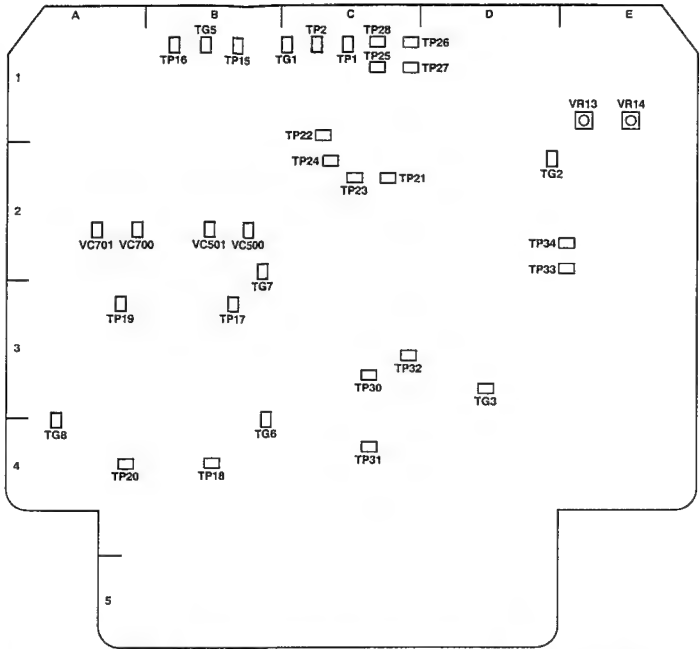 A B C D E
TG5 TP2 TP28 TP26
TP16 TP15 TG1 TP1 TP25
1 TP27
VR13 VR14
TP22
TP24 TG2
TP23 TP21
2
VC701 VC700 VC501 VC500 TP34
TP33
TG7
TP19 TP17
3
TP32
TP30 TG3
TG8 TG6
TP31
4 TP20 TP18
5